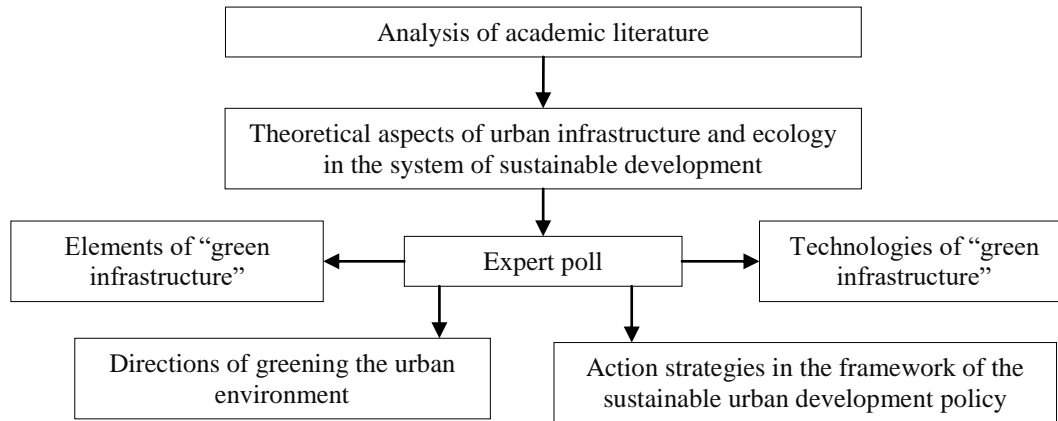 Analysis of academic literature
Theoretical aspects of urban infrastructure and ecology
in the system of sustainable development
Elements of “green
infrastructure”
Expert poll
Technologies of “green
infrastructure”
Directions of greening the urban
environment
Action strategies in the framework of the
sustainable urban development policy